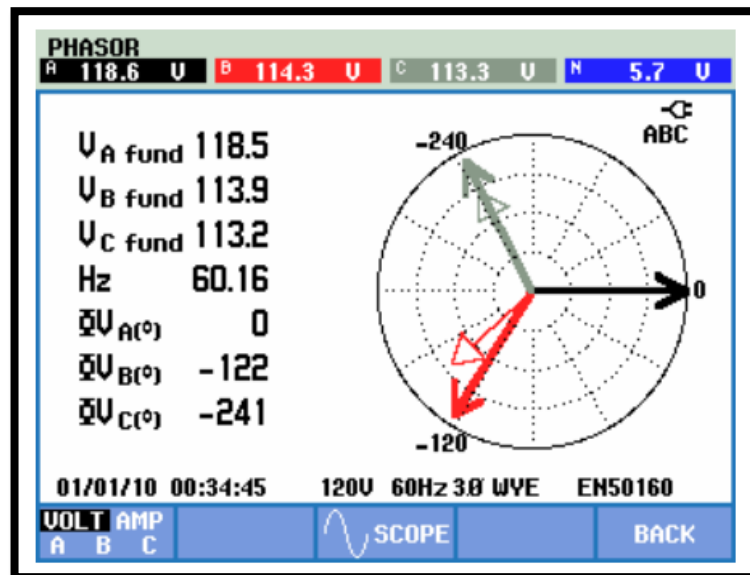 PHASOR
A 118.6 V B 114.3 V C 113.3 V N 5.7 V
ABC
-240
VA fund 118.5
VB fund 113.9
VC fund 113.2
Hz 60.16
0
ΦVA(°) 0
ΦVB(°) -122
ΦVC(°) -241
-120
01/01/10 00:34:45 120V 60Hz 3Ø WYE EN50160
VOLT AMP
A B C
SCOPE
BACK